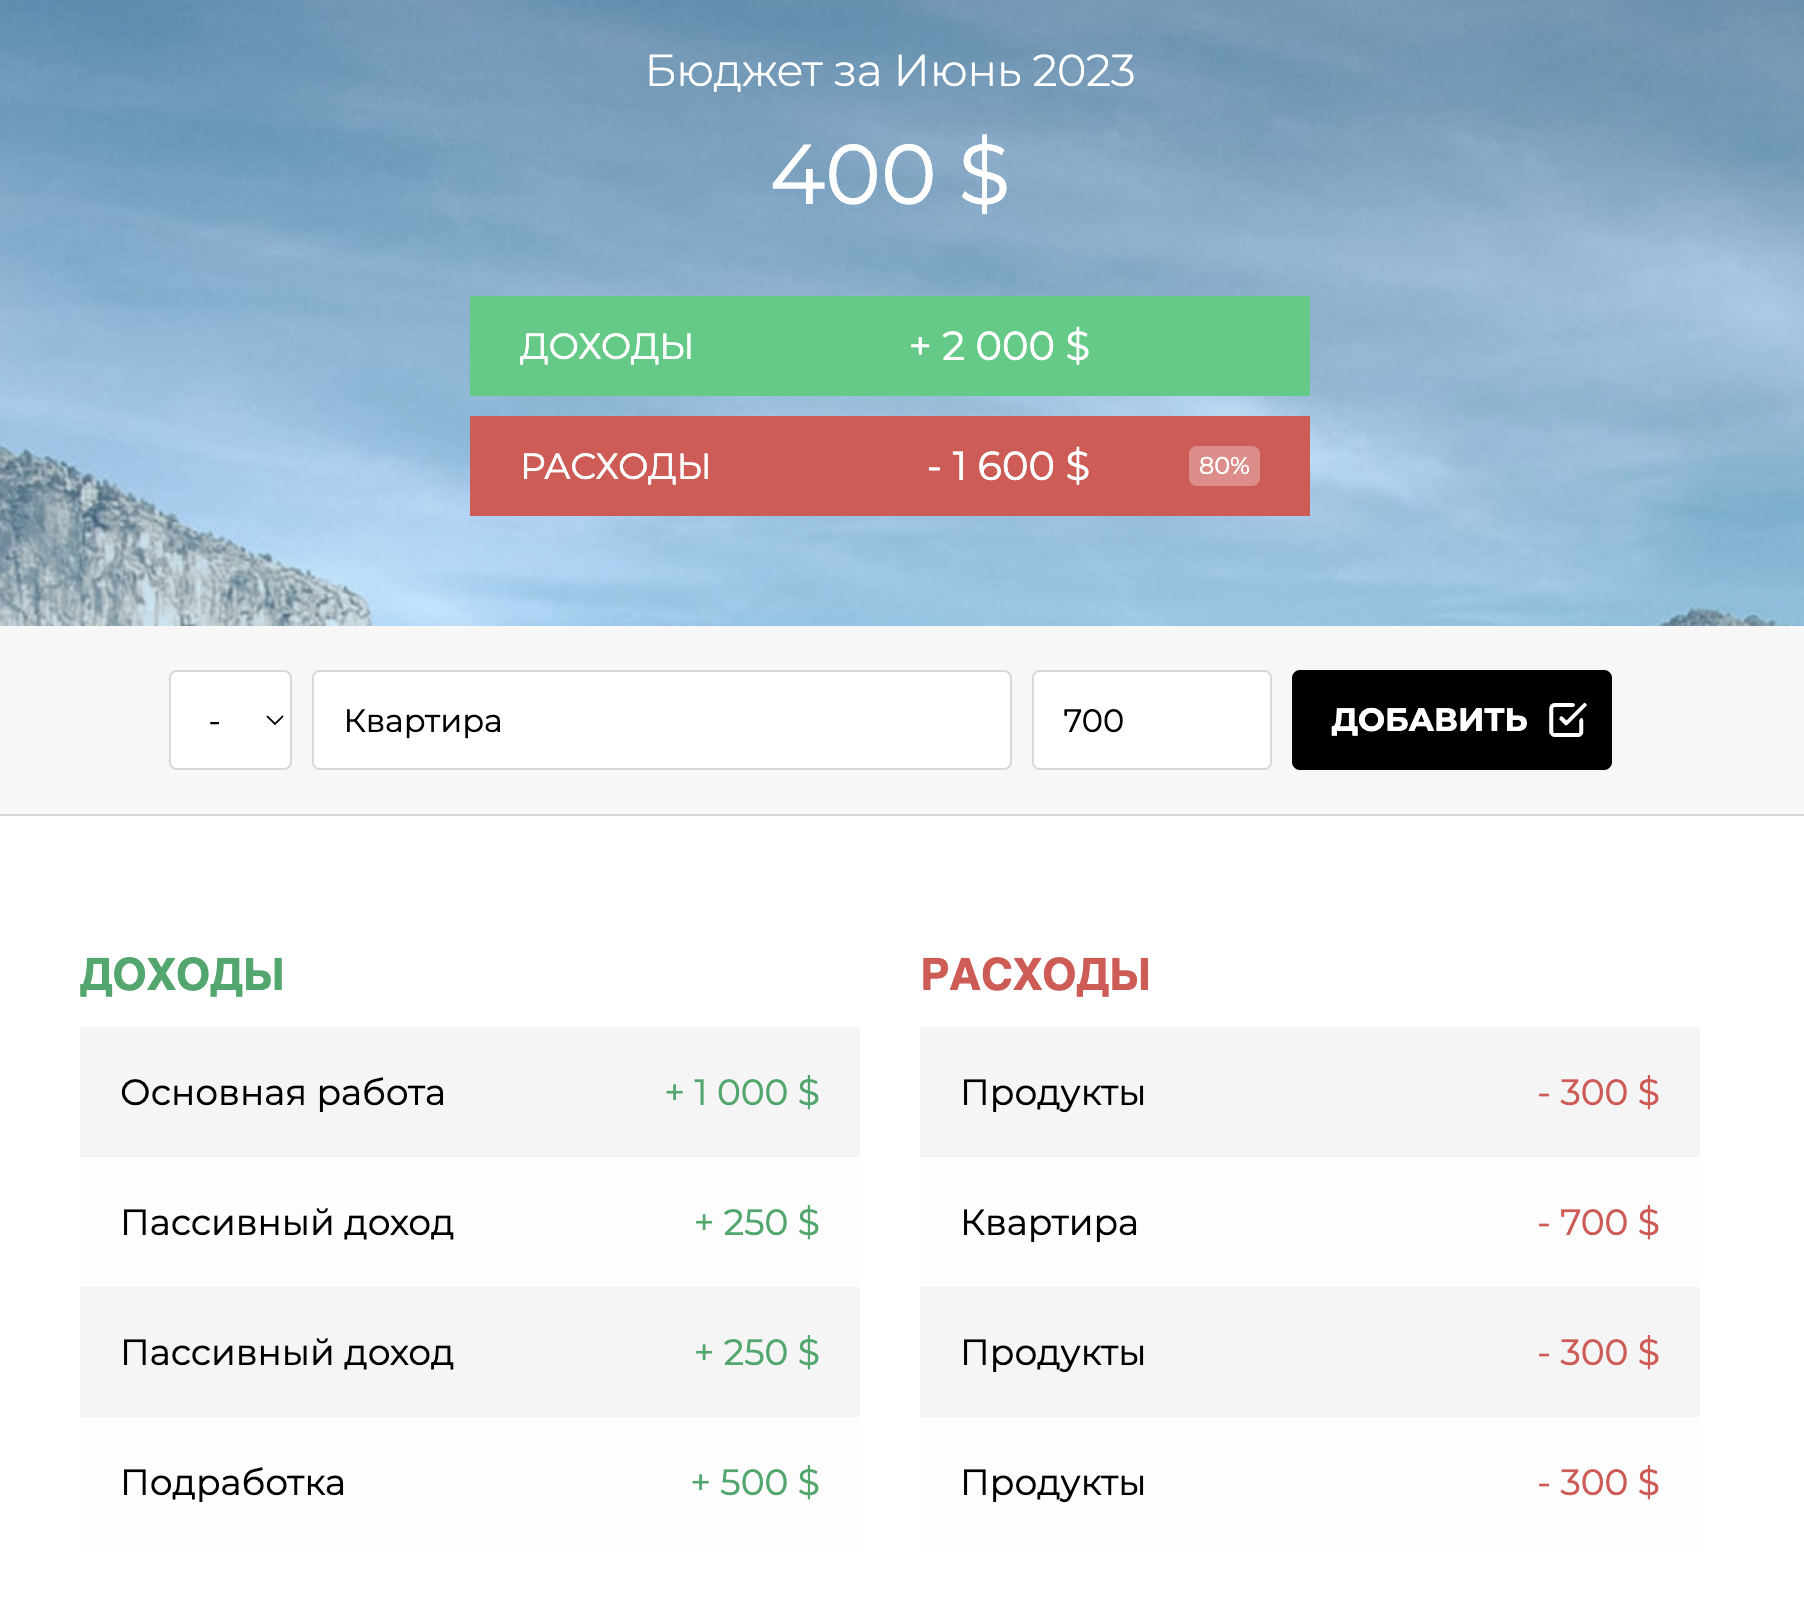 Бюджет за Июнь 2023
400 $
ДОХОДЫ + 2 000 $
РАСХОДЫ - 1 600 $ 80%
- Квартира 700 ДОБАВИТЬ
ДОХОДЫ
Основная работа + 1 000 $
Пассивный доход + 250 $
Пассивный доход + 250 $
Подработка + 500 $
РАСХОДЫ
Продукты - 300 $
Квартира - 700 $
Продукты - 300 $
Продукты - 300 $